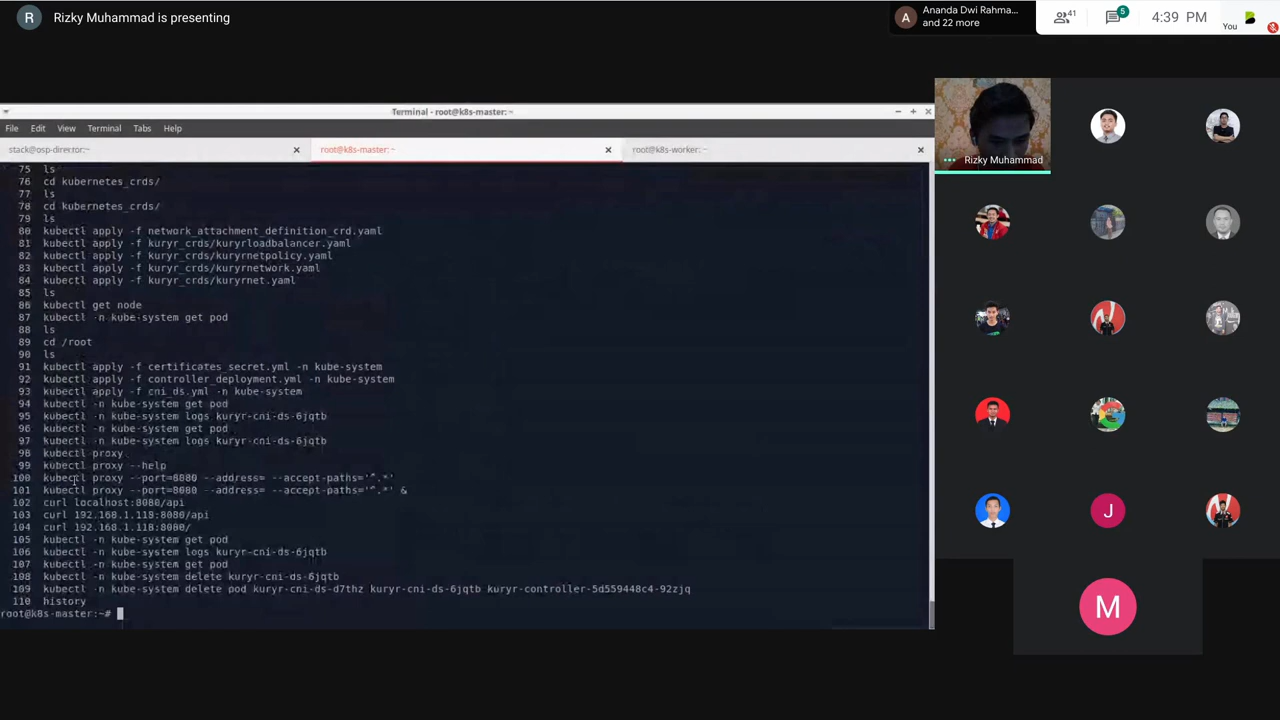 R Rizky Muhammad is presenting
A Ananda Dwi Rahma...
and 22 more
41
5
4:39 PM
You
Terminal - root@k8s-master: ~
File Edit View Terminal Tabs Help
stack@osp-director:~
root@k8s-master: ~
root@k8s-worker: ~
75 ls
76 cd kubernetes_crds/
77 ls
78 cd kubernetes_crds/
79 ls
80 kubectl apply -f network_attachment_definition_crd.yaml
81 kubectl apply -f kuryr_crds/kuryrloadbalancer.yaml
82 kubectl apply -f kuryr_crds/kuryrnetpolicy.yaml
83 kubectl apply -f kuryr_crds/kuryrnetwork.yaml
84 kubectl apply -f kuryr_crds/kuryrnet.yaml
85 ls
86 kubectl get node
87 kubectl -n kube-system get pod
88 ls
89 cd /root
90 ls
91 kubectl apply -f certificates_secret.yml -n kube-system
92 kubectl apply -f controller_deployment.yml -n kube-system
93 kubectl apply -f cni_ds.yml -n kube-system
94 kubectl -n kube-system get pod
95 kubectl -n kube-system logs kuryr-cni-ds-6jqtb
96 kubectl -n kube-system get pod
97 kubectl -n kube-system logs kuryr-cni-ds-6jqtb
98 kubectl proxy
99 kubectl proxy --help
100 kubectl proxy --port=8080 --address= --accept-paths='^.*'
101 kubectl proxy --port=8080 --address= --accept-paths='^.*' &
102 curl localhost:8080/api
103 curl 192.168.1.118:8080/api
104 curl 192.168.1.118:8080/
105 kubectl -n kube-system get pod
106 kubectl -n kube-system logs kuryr-cni-ds-6jqtb
107 kubectl -n kube-system get pod
108 kubectl -n kube-system delete kuryr-cni-ds-6jqtb
109 kubectl -n kube-system delete pod kuryr-cni-ds-d7thz kuryr-cni-ds-6jqtb kuryr-controller-5d559448c4-92zjq
110 history
root@k8s-master:~#
Rizky Muhammad
J
M